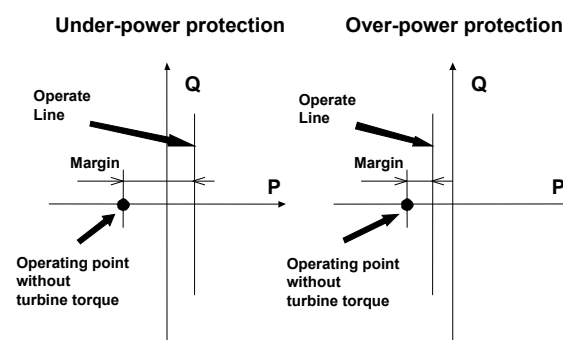 Under-power protection
Over-power protection
Q
Operate
Line
Margin
P
Operating point
without
turbine torque
Q
Operate
Line
Margin
P
Operating point
without
turbine torque